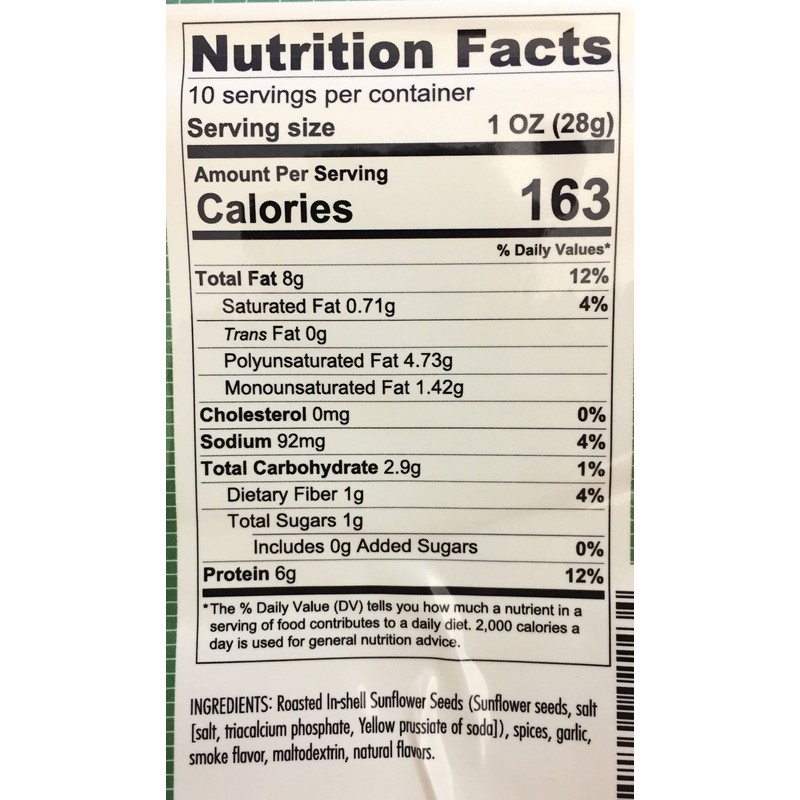 Nutrition Facts
10 servings per container
Serving size 1 OZ (28g)
Amount Per Serving
Calories 163
% Daily Values*
Total Fat 8g 12%
Saturated Fat 0.71g 4%
Trans Fat 0g
Polyunsaturated Fat 4.73g
Monounsaturated Fat 1.42g
Cholesterol 0mg 0%
Sodium 92mg 4%
Total Carbohydrate 2.9g 1%
Dietary Fiber 1g 4%
Total Sugars 1g
Includes 0g Added Sugars 0%
Protein 6g 12%
*The % Daily Value (DV) tells you how much a nutrient in a
serving of food contributes to a daily diet. 2,000 calories a
day is used for general nutrition advice.
INGREDIENTS: Roasted In-shell Sunflower Seeds (Sunflower seeds, salt
[salt, triacalcium phosphate, Yellow prussiate of soda]), spices, garlic,
smoke flavor, maltodextrin, natural flavors.